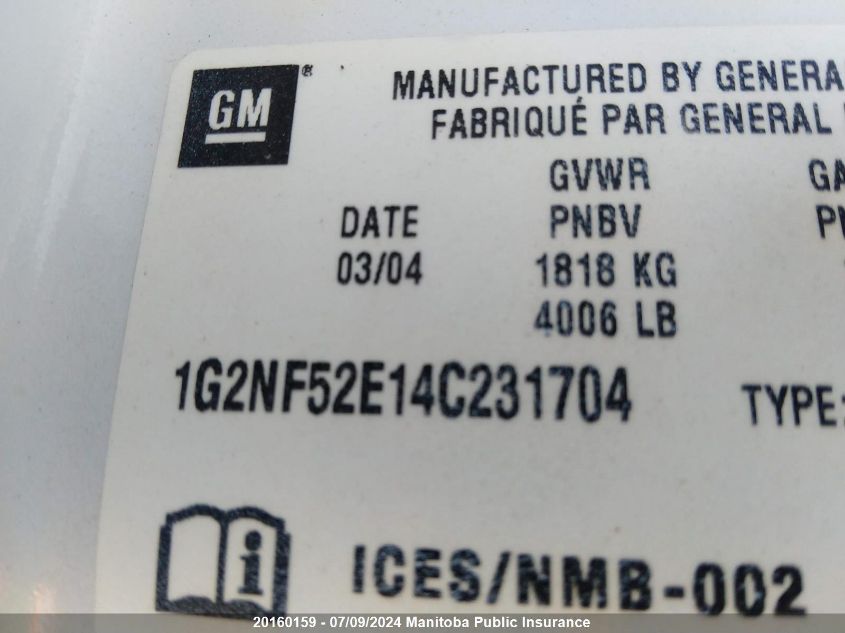 GM ®
MANUFACTURED BY GENERA
FABRIQUÉ PAR GENERAL
GVWR GA
DATE PNBV
03/04 1818 KG
4006 LB
1G2NF52E14C231704 TYPE:
i ICES/NMB-002
20160159 - 07/09/2024 Manitoba Public Insurance